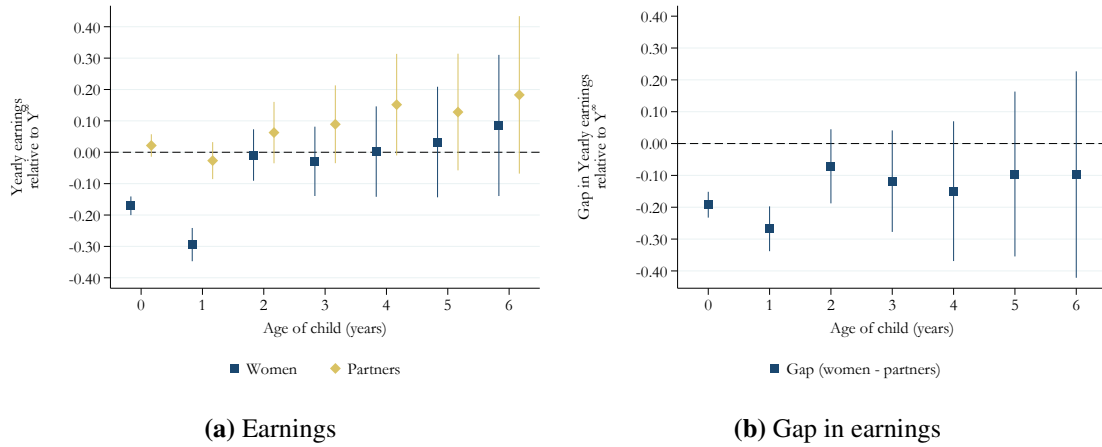 Yearly earnings
relative to Y∞
0.40
0.30
0.20
0.10
0.00
-0.10
-0.20
-0.30
-0.40
0 1 2 3 4 5 6
Age of child (years)
Women Partners
(a) Earnings
Gap in Yearly earnings
relative to Y∞
0.40
0.30
0.20
0.10
0.00
-0.10
-0.20
-0.30
-0.40
0 1 2 3 4 5 6
Age of child (years)
Gap (women - partners)
(b) Gap in earnings